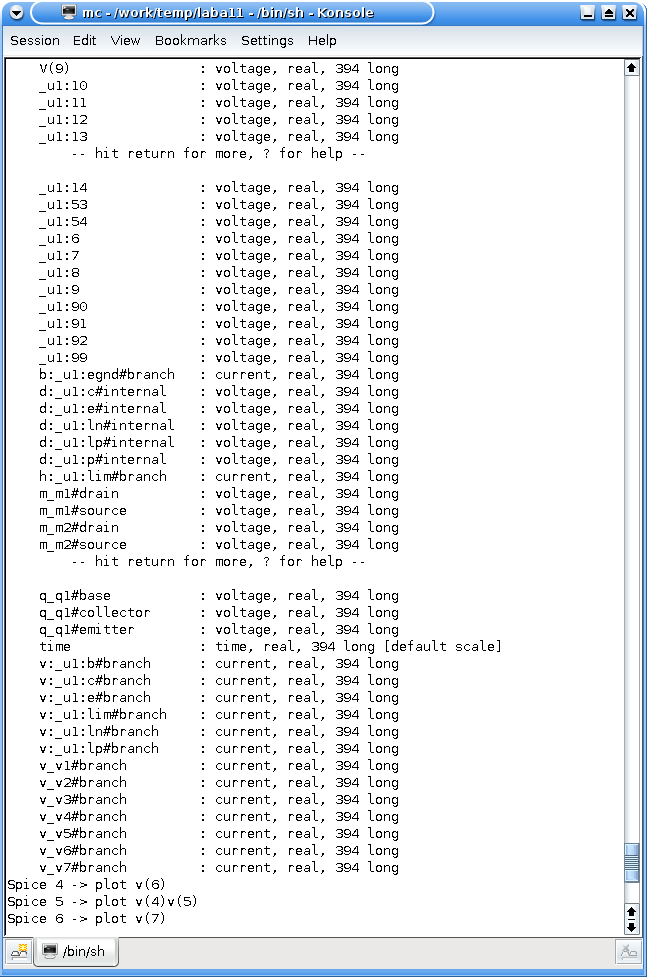 mc - /work/temp/laba11 - /bin/sh - Konsole
Session Edit View Bookmarks Settings Help
V(9) : voltage, real, 394 long
_u1:10 : voltage, real, 394 long
_u1:11 : voltage, real, 394 long
_u1:12 : voltage, real, 394 long
_u1:13 : voltage, real, 394 long
-- hit return for more, ? for help --
_u1:14 : voltage, real, 394 long
_u1:53 : voltage, real, 394 long
_u1:54 : voltage, real, 394 long
_u1:6 : voltage, real, 394 long
_u1:7 : voltage, real, 394 long
_u1:8 : voltage, real, 394 long
_u1:9 : voltage, real, 394 long
_u1:90 : voltage, real, 394 long
_u1:91 : voltage, real, 394 long
_u1:92 : voltage, real, 394 long
_u1:99 : voltage, real, 394 long
b:_u1:egnd#branch : current, real, 394 long
d:_u1:c#internal : voltage, real, 394 long
d:_u1:e#internal : voltage, real, 394 long
d:_u1:ln#internal : voltage, real, 394 long
d:_u1:lp#internal : voltage, real, 394 long
d:_u1:p#internal : voltage, real, 394 long
h:_u1:lim#branch : current, real, 394 long
m_m1#drain : voltage, real, 394 long
m_m1#source : voltage, real, 394 long
m_m2#drain : voltage, real, 394 long
m_m2#source : voltage, real, 394 long
-- hit return for more, ? for help --
q_q1#base : voltage, real, 394 long
q_q1#collector : voltage, real, 394 long
q_q1#emitter : voltage, real, 394 long
time : time, real, 394 long [default scale]
v:_u1:b#branch : current, real, 394 long
v:_u1:c#branch : current, real, 394 long
v:_u1:e#branch : current, real, 394 long
v:_u1:lim#branch : current, real, 394 long
v:_u1:ln#branch : current, real, 394 long
v:_u1:lp#branch : current, real, 394 long
v_v1#branch : current, real, 394 long
v_v2#branch : current, real, 394 long
v_v3#branch : current, real, 394 long
v_v4#branch : current, real, 394 long
v_v5#branch : current, real, 394 long
v_v6#branch : current, real, 394 long
v_v7#branch : current, real, 394 long
Spice 4 -> plot v(6)
Spice 5 -> plot v(4)v(5)
Spice 6 -> plot v(7)
/bin/sh